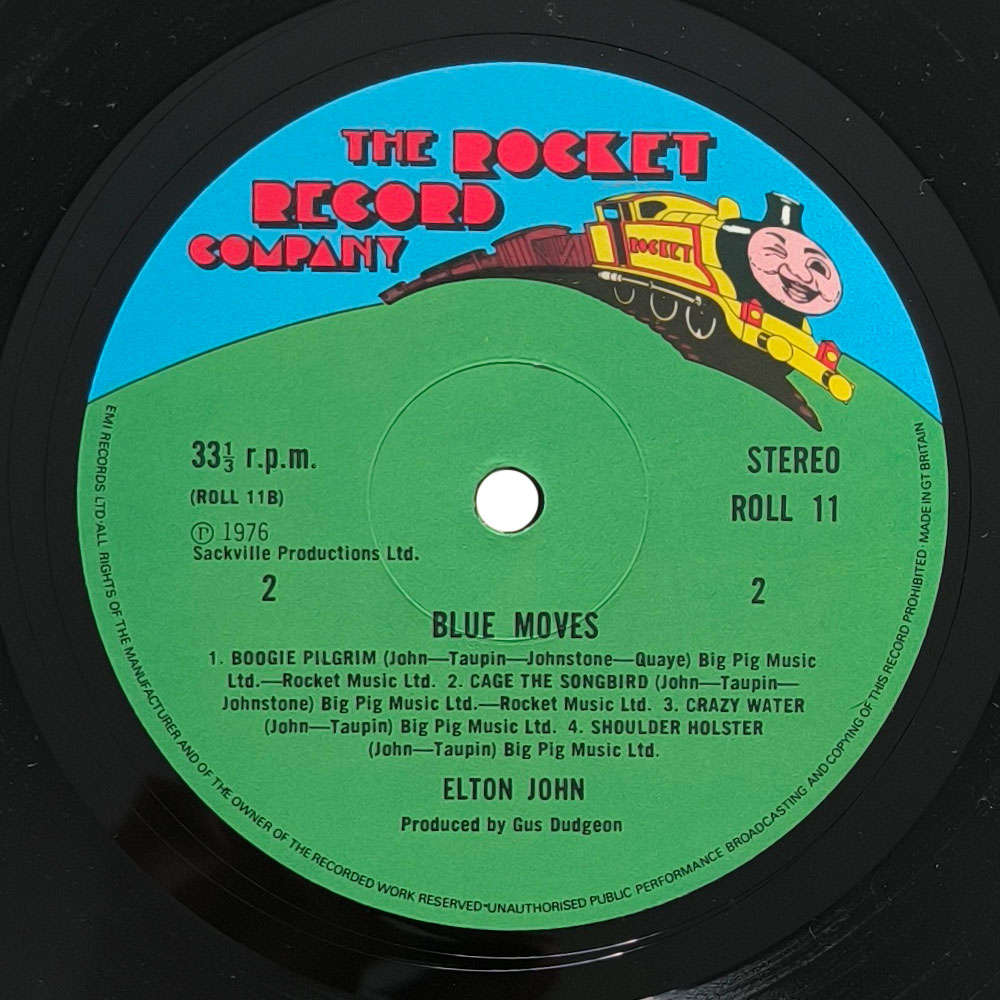 THE ROCKET
RECORD
COMPANY
ROCKET
33⅓ r.p.m.
(ROLL 11B)
Ⓟ 1976
Sackville Productions Ltd.
2
STEREO
ROLL 11
2
BLUE MOVES
1. BOOGIE PILGRIM (John—Taupin—Johnstone—Quaye) Big Pig Music
Ltd.—Rocket Music Ltd. 2. CAGE THE SONGBIRD (John—Taupin—
Johnstone) Big Pig Music Ltd.—Rocket Music Ltd. 3. CRAZY WATER
(John—Taupin) Big Pig Music Ltd. 4. SHOULDER HOLSTER
(John—Taupin) Big Pig Music Ltd.
ELTON JOHN
Produced by Gus Dudgeon
EMI RECORDS LTD·ALL RIGHTS OF THE MANUFACTURER AND OF THE OWNER OF THE RECORDED WORK RESERVED·UNAUTHORISED PUBLIC PERFORMANCE BROADCASTING AND COPYING OF THIS RECORD PROHIBITED·MADE IN GT BRITAIN